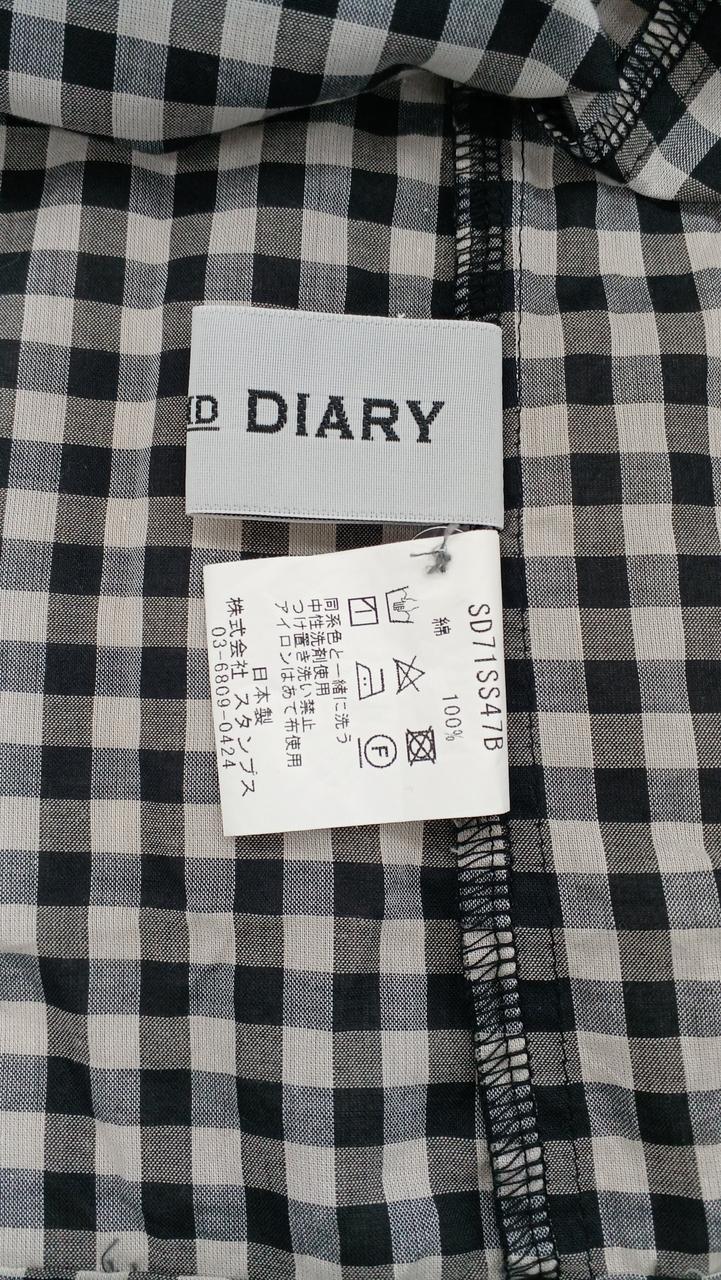 DIARY
SD71SS47B
綿 100%
F
同系色と一緒に洗う
中性洗剤使用
つけ置き洗い禁止
アイロンはあて布使用
日本製
株式会社 スタンプス
03-6809-0424